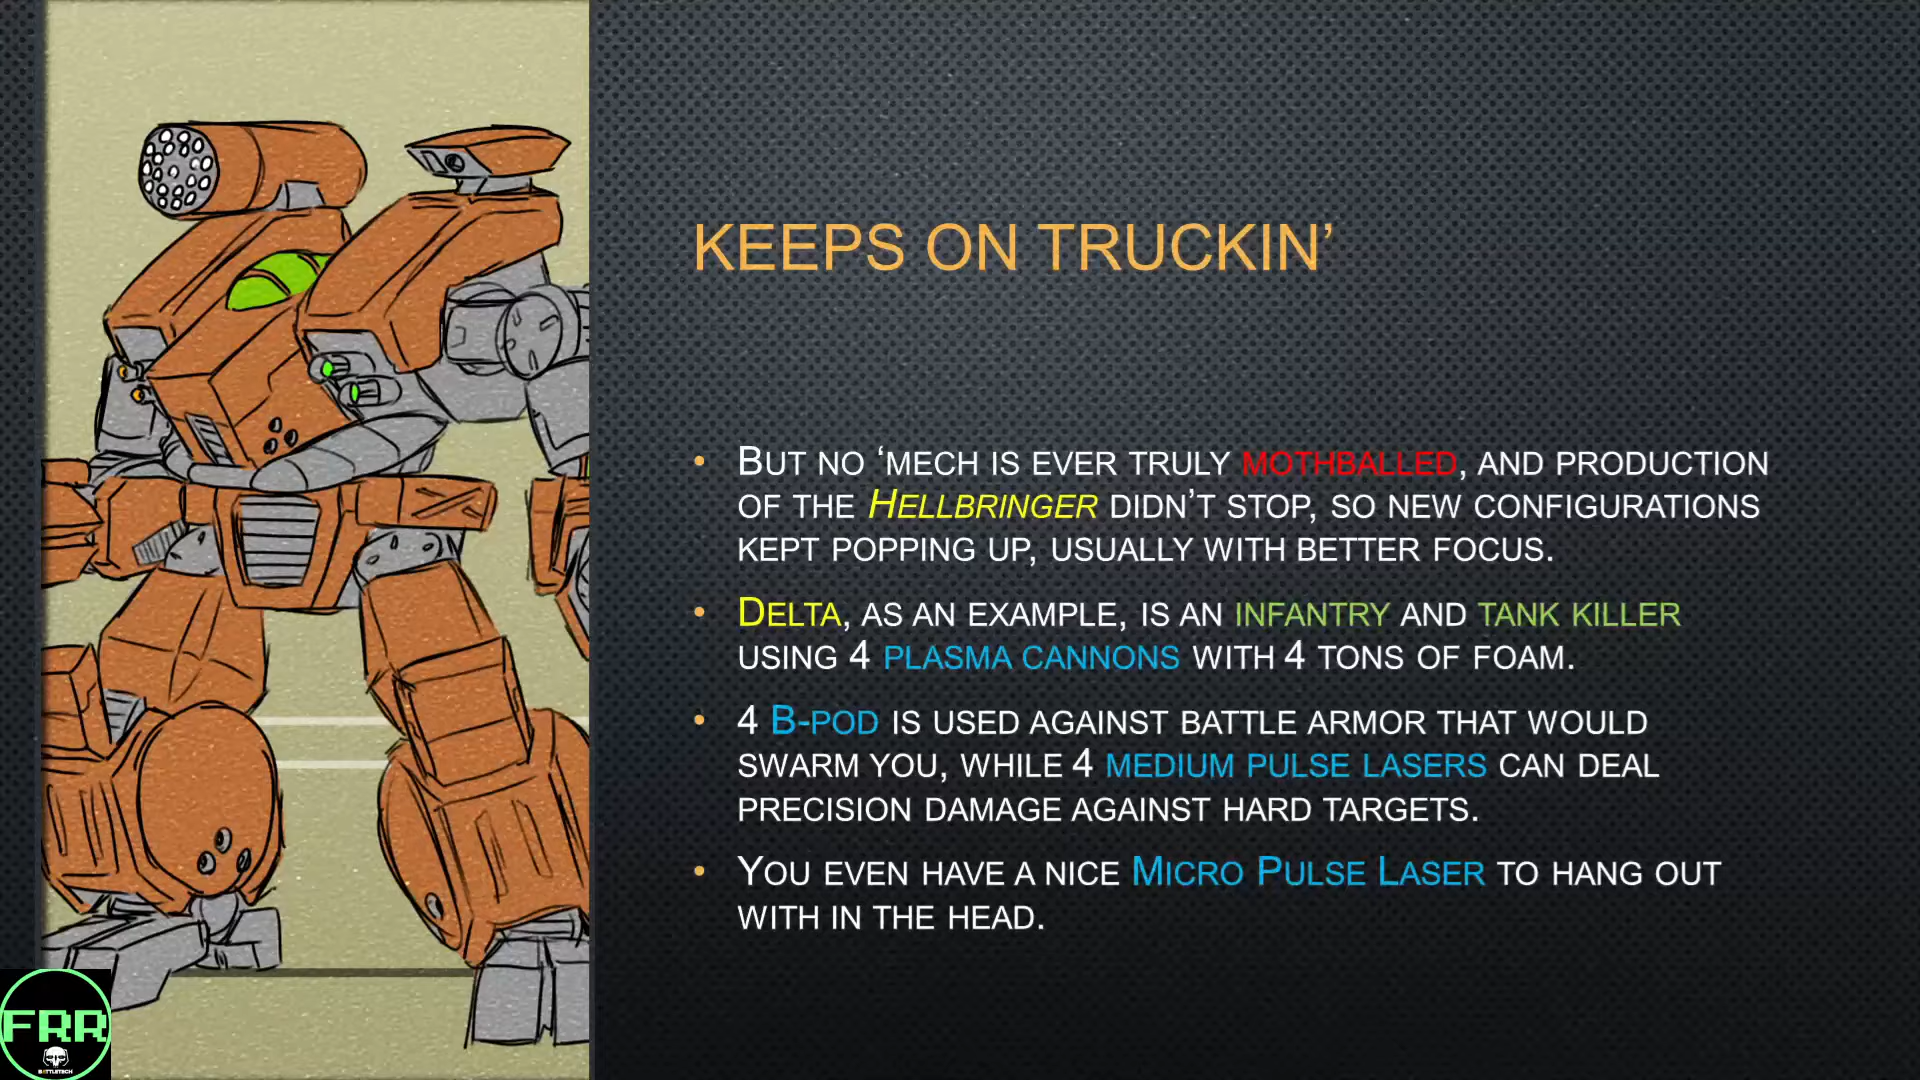 KEEPS ON TRUCKIN’
• BUT NO ‘MECH IS EVER TRULY MOTHBALLED, AND PRODUCTION
OF THE HELLBRINGER DIDN’T STOP, SO NEW CONFIGURATIONS
KEPT POPPING UP, USUALLY WITH BETTER FOCUS.
• DELTA, AS AN EXAMPLE, IS AN INFANTRY AND TANK KILLER
USING 4 PLASMA CANNONS WITH 4 TONS OF FOAM.
• 4 B-POD IS USED AGAINST BATTLE ARMOR THAT WOULD
SWARM YOU, WHILE 4 MEDIUM PULSE LASERS CAN DEAL
PRECISION DAMAGE AGAINST HARD TARGETS.
• YOU EVEN HAVE A NICE MICRO PULSE LASER TO HANG OUT
WITH IN THE HEAD.
FRR
BATTLETECH